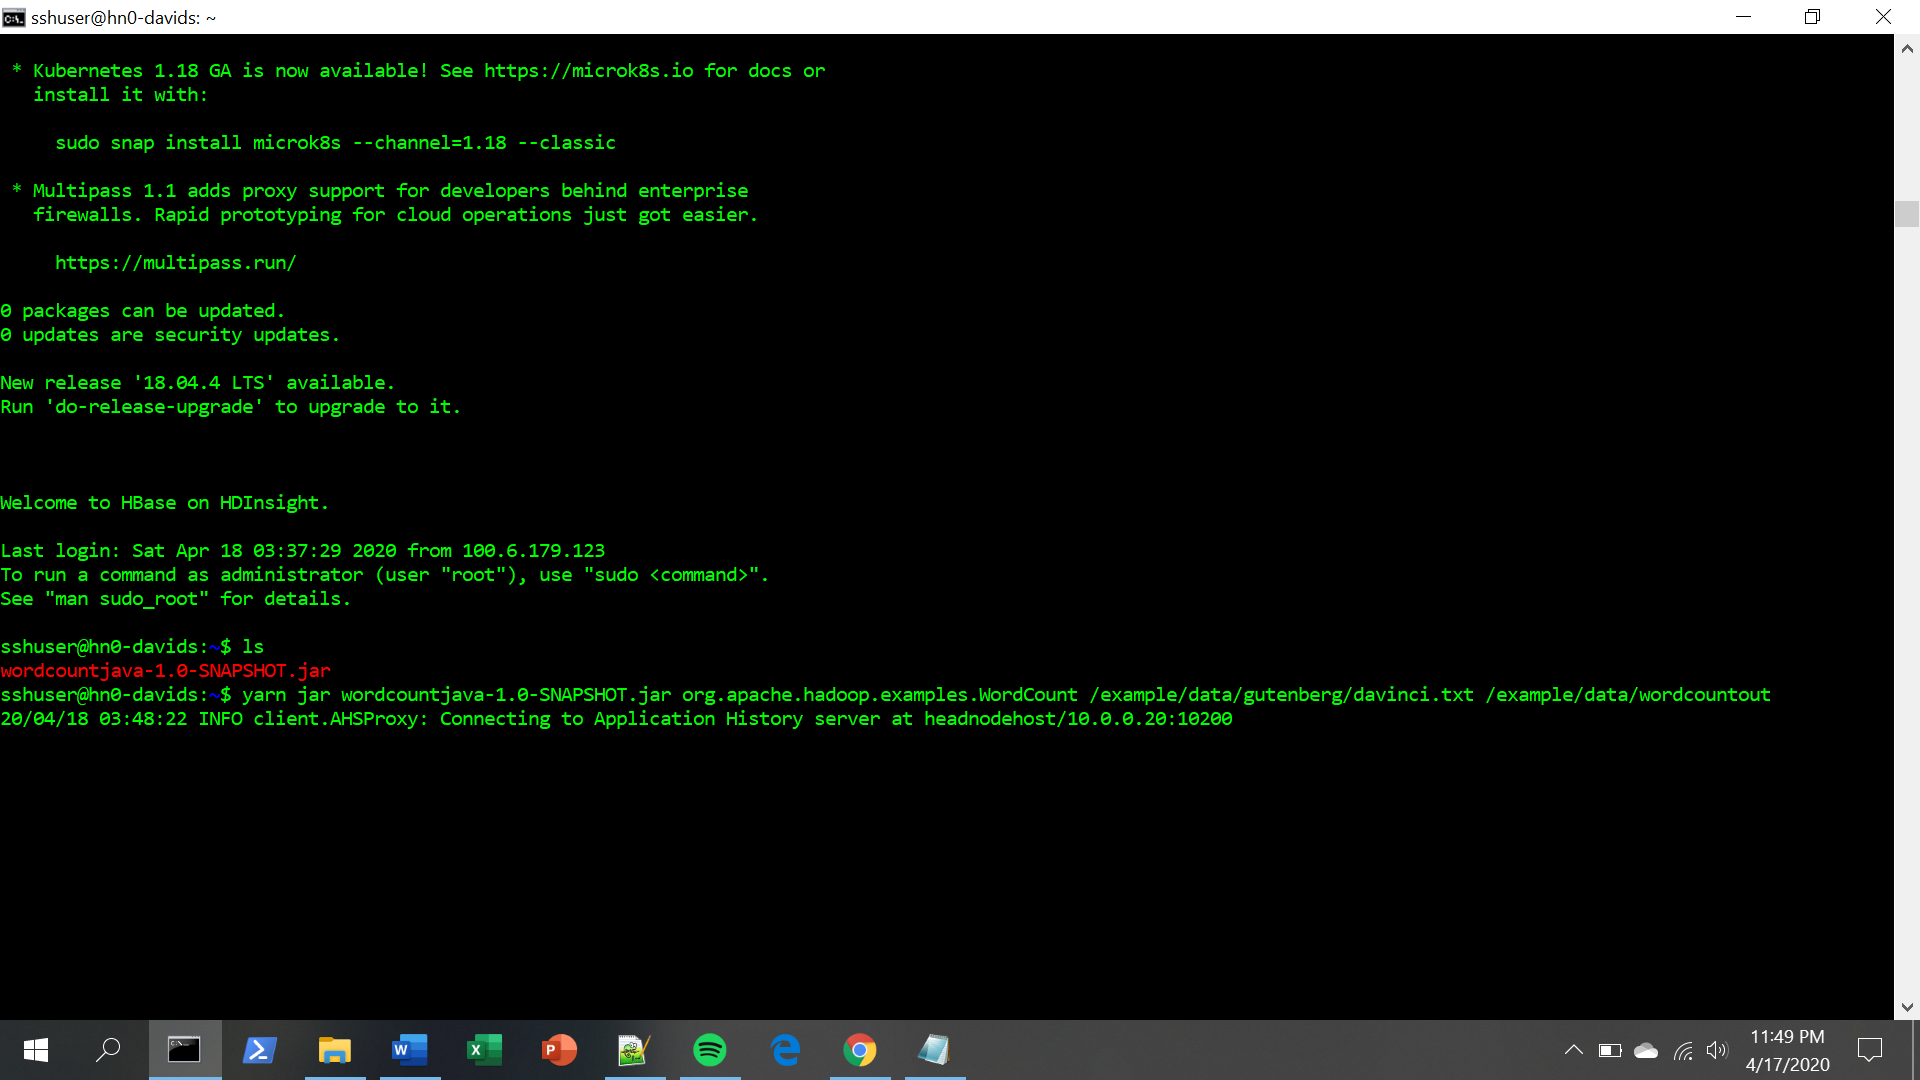 sshuser@hn0-davids: ~
* Kubernetes 1.18 GA is now available! See https://microk8s.io for docs or
install it with:
sudo snap install microk8s --channel=1.18 --classic
* Multipass 1.1 adds proxy support for developers behind enterprise
firewalls. Rapid prototyping for cloud operations just got easier.
https://multipass.run/
0 packages can be updated.
0 updates are security updates.
New release '18.04.4 LTS' available.
Run 'do-release-upgrade' to upgrade to it.
Welcome to HBase on HDInsight.
Last login: Sat Apr 18 03:37:29 2020 from 100.6.179.123
To run a command as administrator (user "root"), use "sudo <command>".
See "man sudo_root" for details.
sshuser@hn0-davids:~$ ls
wordcountjava-1.0-SNAPSHOT.jar
sshuser@hn0-davids:~$ yarn jar wordcountjava-1.0-SNAPSHOT.jar org.apache.hadoop.examples.WordCount /example/data/gutenberg/davinci.txt /example/data/wordcountout
20/04/18 03:48:22 INFO client.AHSProxy: Connecting to Application History server at headnodehost/10.0.0.20:10200
11:49 PM
4/17/2020